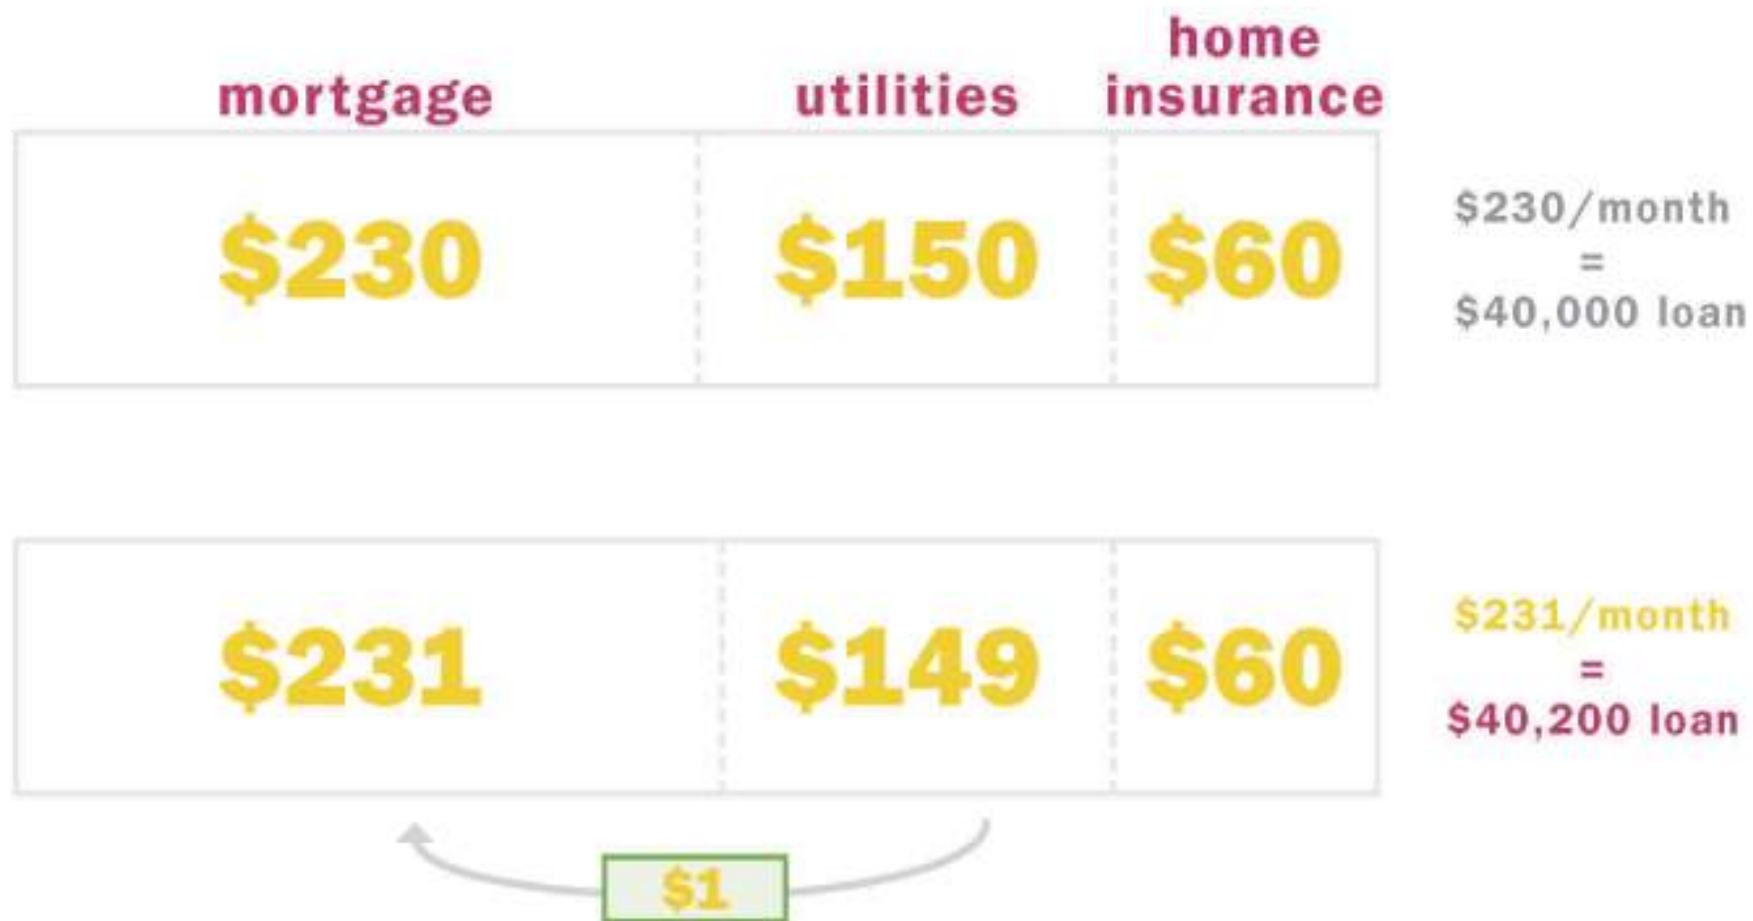 mortgage
utilities
home
insurance
$230
$150
$60
$230/month
=
$40,000 loan
$231
$149
$60
$231/month
=
$40,200 loan
$1